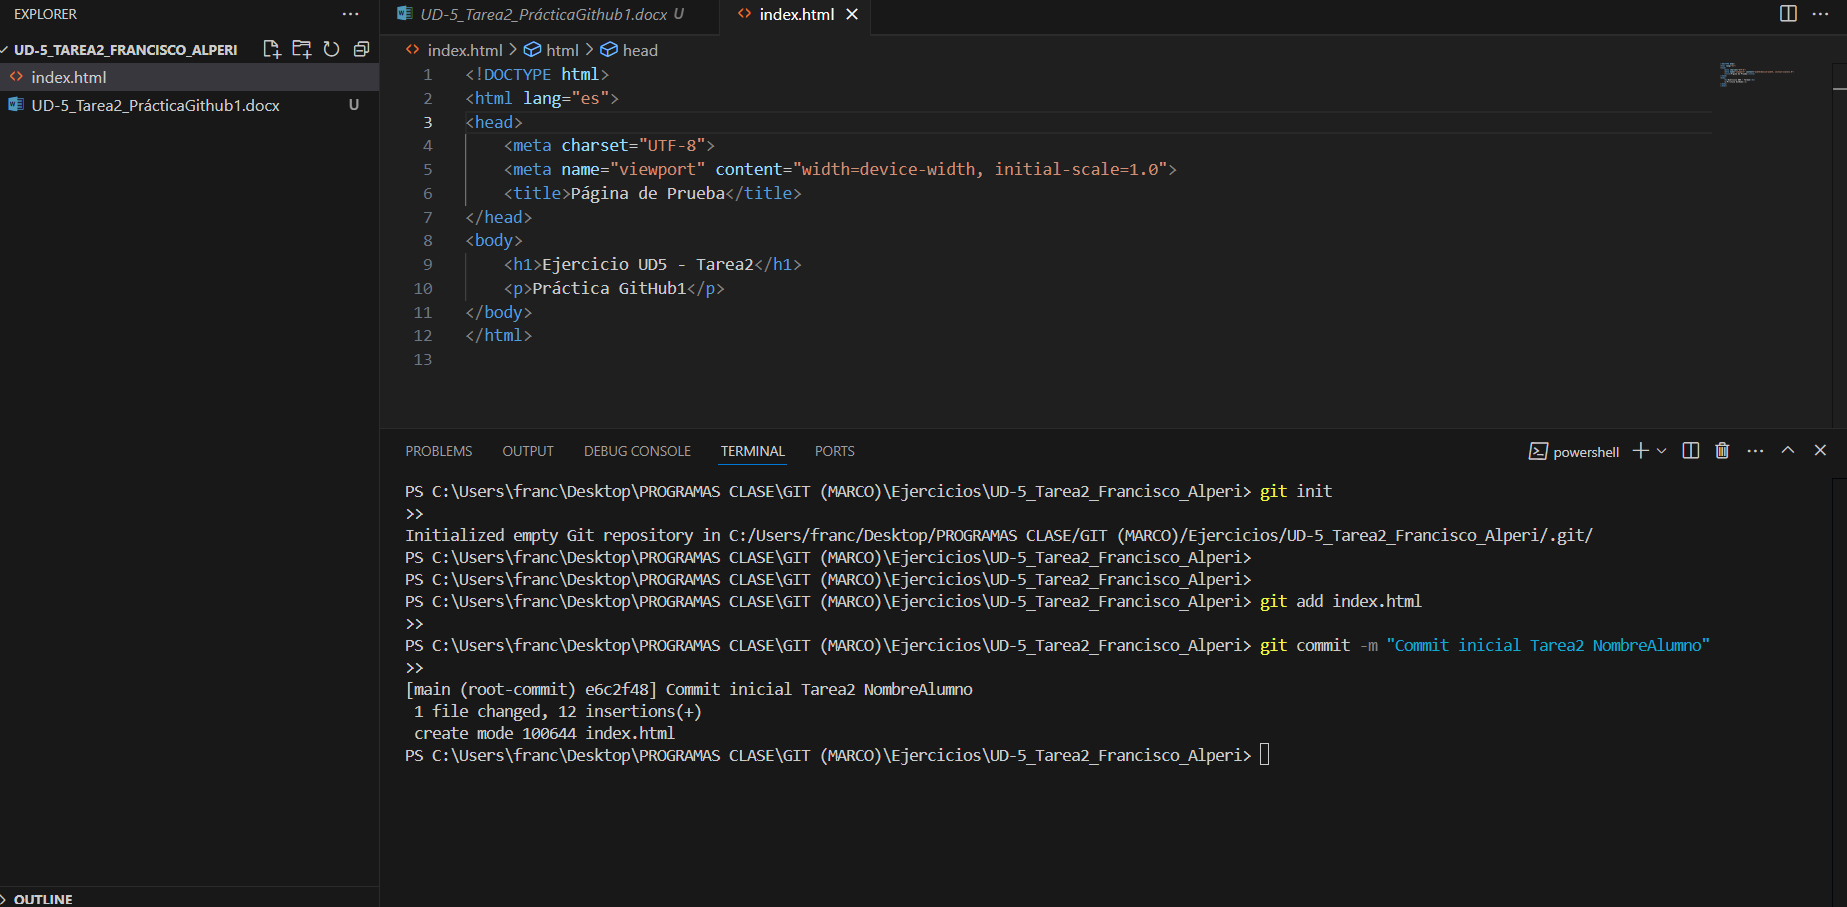 EXPLORER
UD-5_TAREA2_FRANCISCO_ALPERI
index.html
UD-5_Tarea2_PrácticaGithub1.docx U
OUTLINE
UD-5_Tarea2_PrácticaGithub1.docx U
index.html
index.html > html > head
1 <!DOCTYPE html>
2 <html lang="es">
3 <head>
4 <meta charset="UTF-8">
5 <meta name="viewport" content="width=device-width, initial-scale=1.0">
6 <title>Página de Prueba</title>
7 </head>
8 <body>
9 <h1>Ejercicio UD5 - Tarea2</h1>
10 <p>Práctica GitHub1</p>
11 </body>
12 </html>
13
PROBLEMS OUTPUT DEBUG CONSOLE TERMINAL PORTS
powershell
PS C:\Users\franc\Desktop\PROGRAMAS CLASE\GIT (MARCO)\Ejercicios\UD-5_Tarea2_Francisco_Alperi> git init
>>
Initialized empty Git repository in C:/Users/franc/Desktop/PROGRAMAS CLASE/GIT (MARCO)/Ejercicios/UD-5_Tarea2_Francisco_Alperi/.git/
PS C:\Users\franc\Desktop\PROGRAMAS CLASE\GIT (MARCO)\Ejercicios\UD-5_Tarea2_Francisco_Alperi>
PS C:\Users\franc\Desktop\PROGRAMAS CLASE\GIT (MARCO)\Ejercicios\UD-5_Tarea2_Francisco_Alperi>
PS C:\Users\franc\Desktop\PROGRAMAS CLASE\GIT (MARCO)\Ejercicios\UD-5_Tarea2_Francisco_Alperi> git add index.html
>>
PS C:\Users\franc\Desktop\PROGRAMAS CLASE\GIT (MARCO)\Ejercicios\UD-5_Tarea2_Francisco_Alperi> git commit -m "Commit inicial Tarea2 NombreAlumno"
>>
[main (root-commit) e6c2f48] Commit inicial Tarea2 NombreAlumno
1 file changed, 12 insertions(+)
create mode 100644 index.html
PS C:\Users\franc\Desktop\PROGRAMAS CLASE\GIT (MARCO)\Ejercicios\UD-5_Tarea2_Francisco_Alperi>